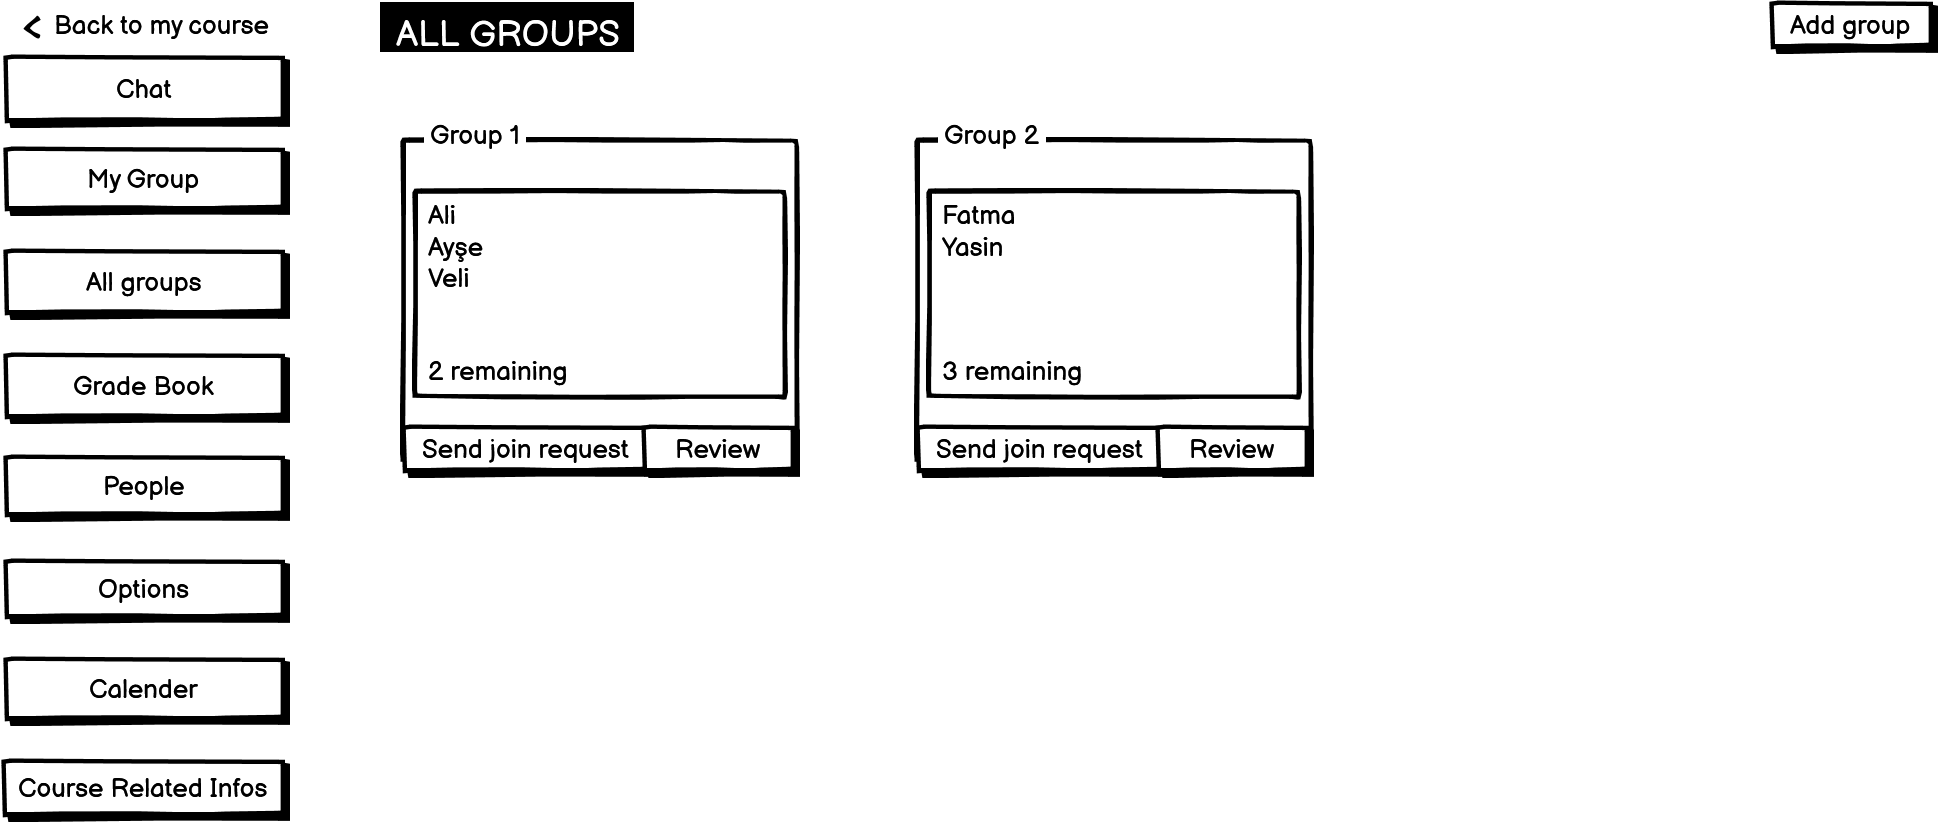 Back to my course
Chat
My Group
All groups
Grade Book
People
Options
Calender
Course Related Infos
ALL GROUPS
Add group
Group 1
Ali
Ayşe
Veli
2 remaining
Send join request
Review
Group 2
Fatma
Yasin
3 remaining
Send join request
Review